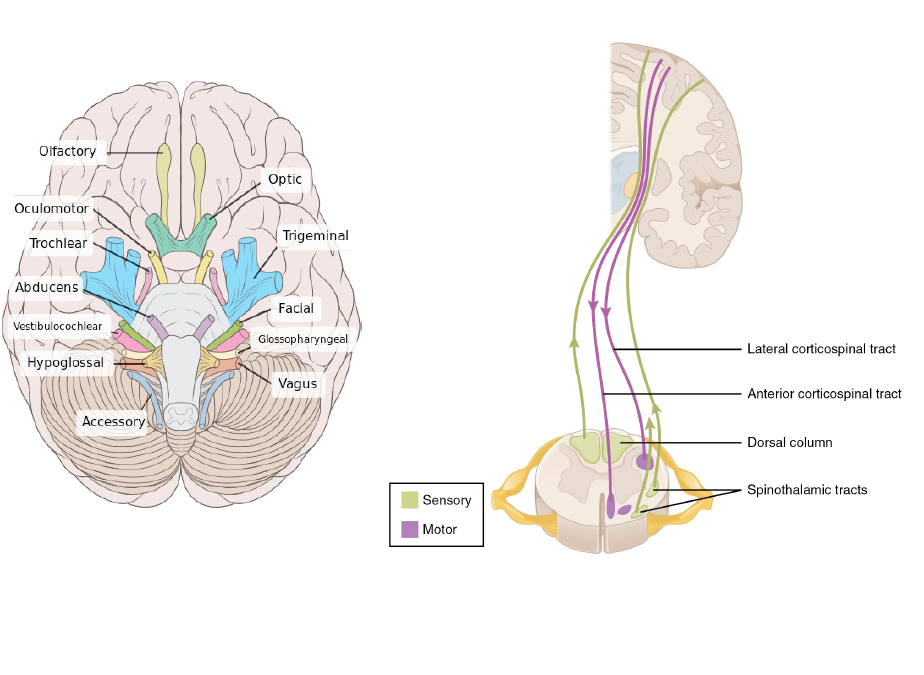 Olfactory
Optic
Oculomotor
Trochlear
Trigeminal
Abducens
Facial
Vestibulocochlear
Glossopharyngeal
Hypoglossal
Vagus
Accessory
Lateral corticospinal tract
Anterior corticospinal tract
Dorsal column
Spinothalamic tracts
Sensory
Motor